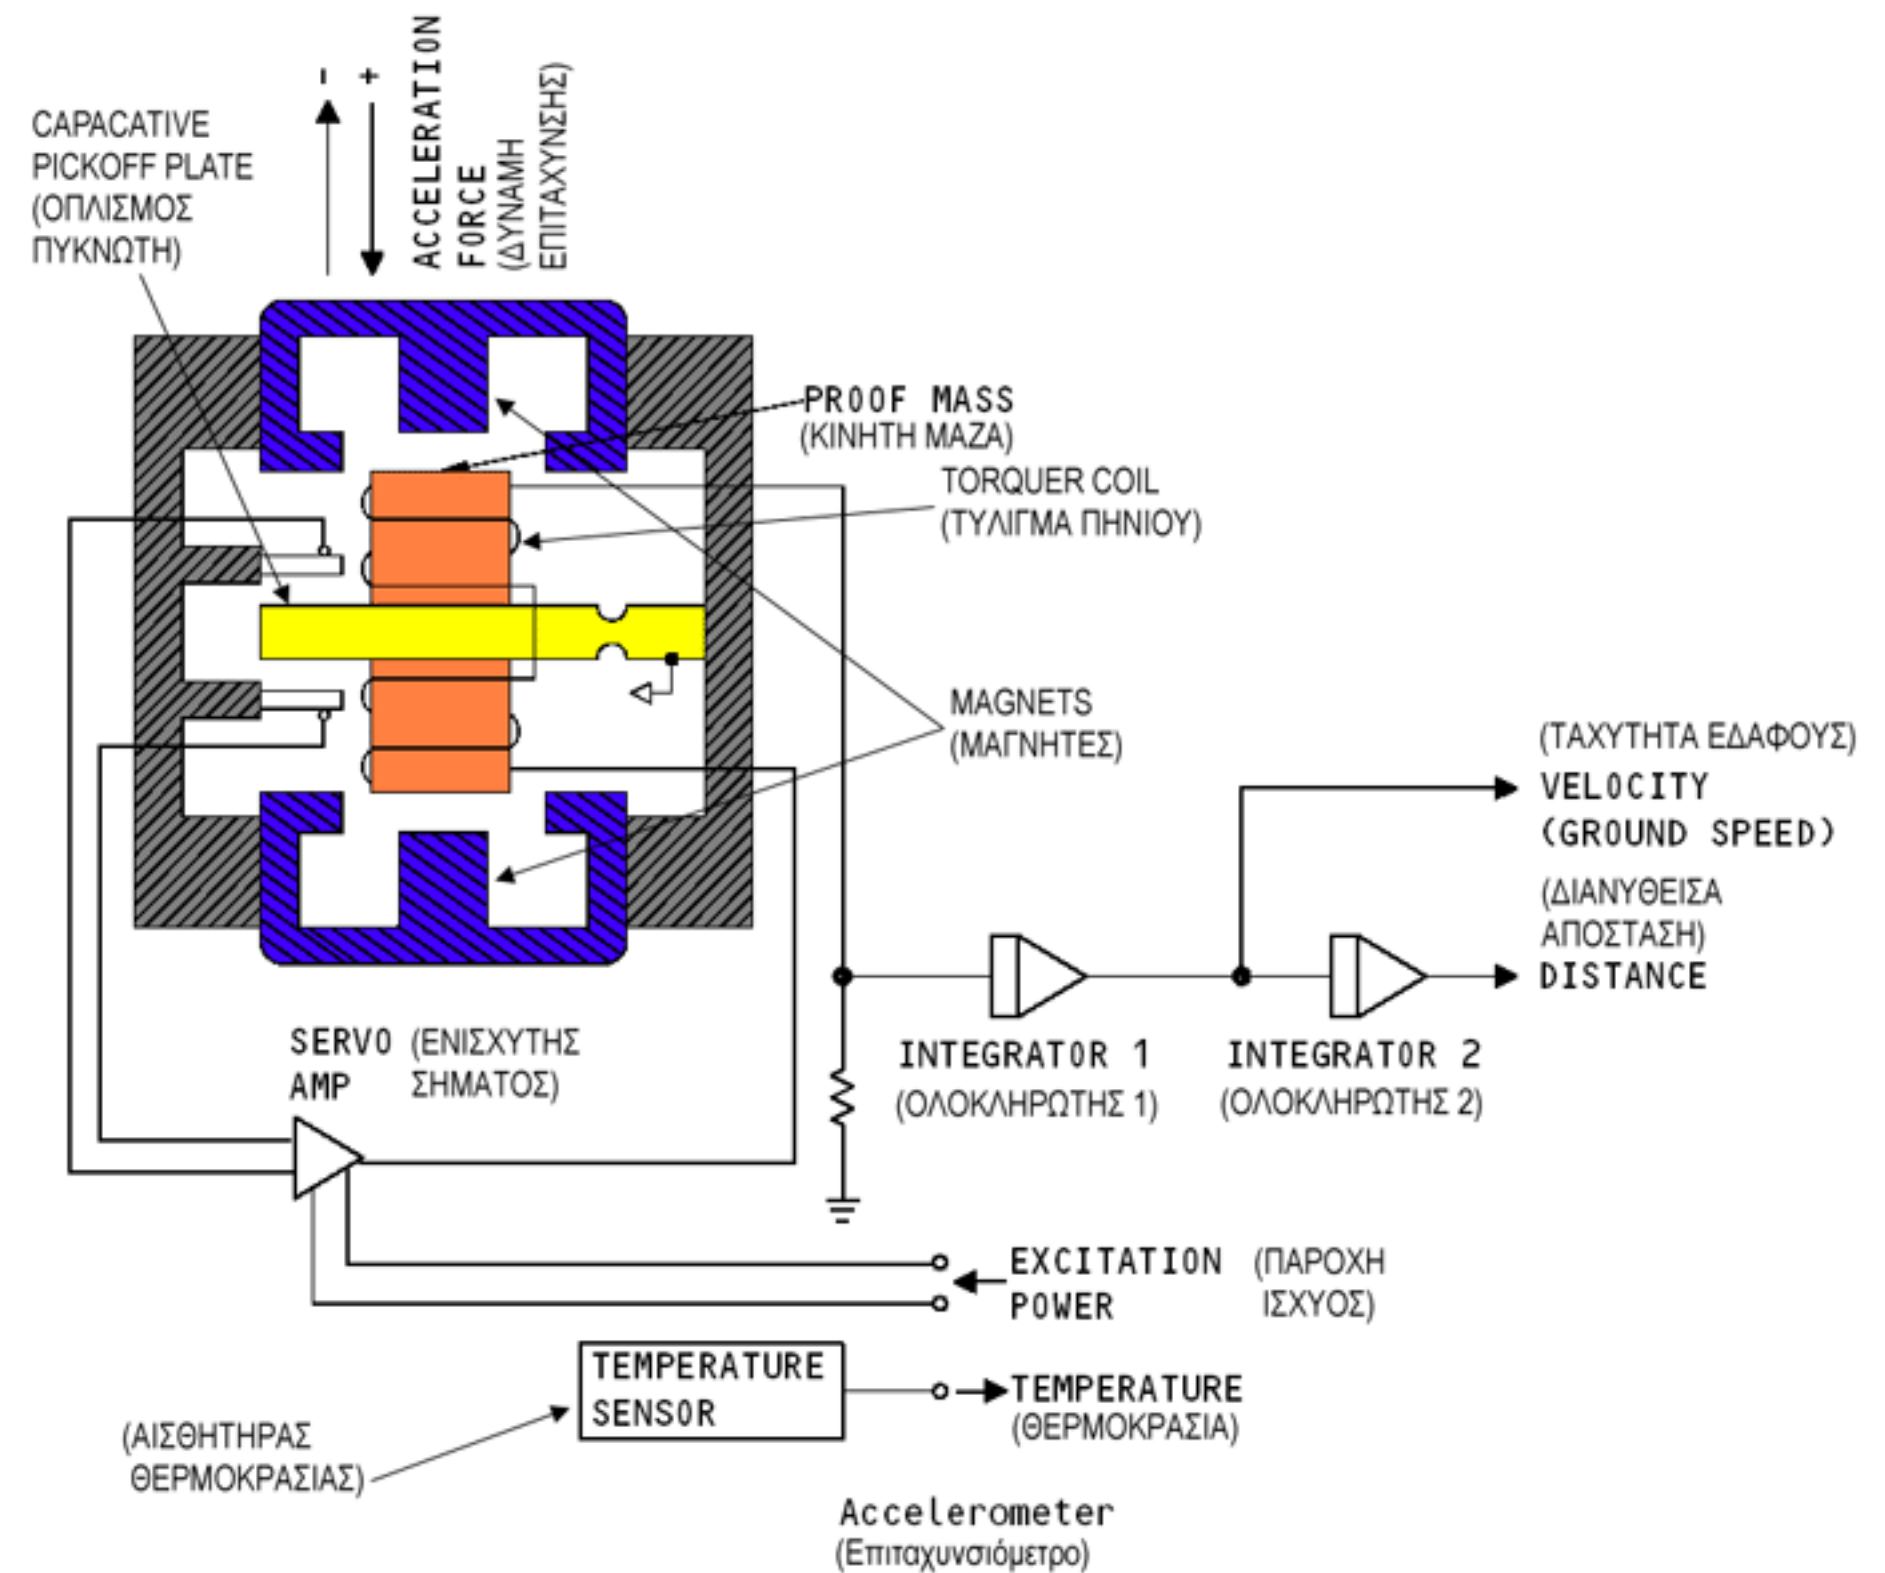 -
+
ACCELERATION
FORCE
(ΔΥΝΑΜΗ
ΕΠΙΤΑΧΥΝΣΗΣ)
CAPACATIVE
PICKOFF PLATE
(ΟΠΛΙΣΜΟΣ
ΠΥΚΝΩΤΗ)
PROOF MASS
(ΚΙΝΗΤΗ ΜΑΖΑ)
TORQUER COIL
(ΤΥΛΙΓΜΑ ΠΗΝΙΟΥ)
MAGNETS
(ΜΑΓΝΗΤΕΣ)
(ΤΑΧΥΤΗΤΑ ΕΔΑΦΟΥΣ)
VELOCITY
(GROUND SPEED)
(ΔΙΑΝΥΘΕΙΣΑ
ΑΠΟΣΤΑΣΗ)
DISTANCE
SERVO (ΕΝΙΣΧΥΤΗΣ
AMP ΣΗΜΑΤΟΣ)
INTEGRATOR 1
(ΟΛΟΚΛΗΡΩΤΗΣ 1)
INTEGRATOR 2
(ΟΛΟΚΛΗΡΩΤΗΣ 2)
EXCITATION (ΠΑΡΟΧΗ
POWER ΙΣΧΥΟΣ)
TEMPERATURE
SENSOR
TEMPERATURE
(ΘΕΡΜΟΚΡΑΣΙΑ)
(ΑΙΣΘΗΤΗΡΑΣ
ΘΕΡΜΟΚΡΑΣΙΑΣ)
Accelerometer
(Επιταχυνσιόμετρο)